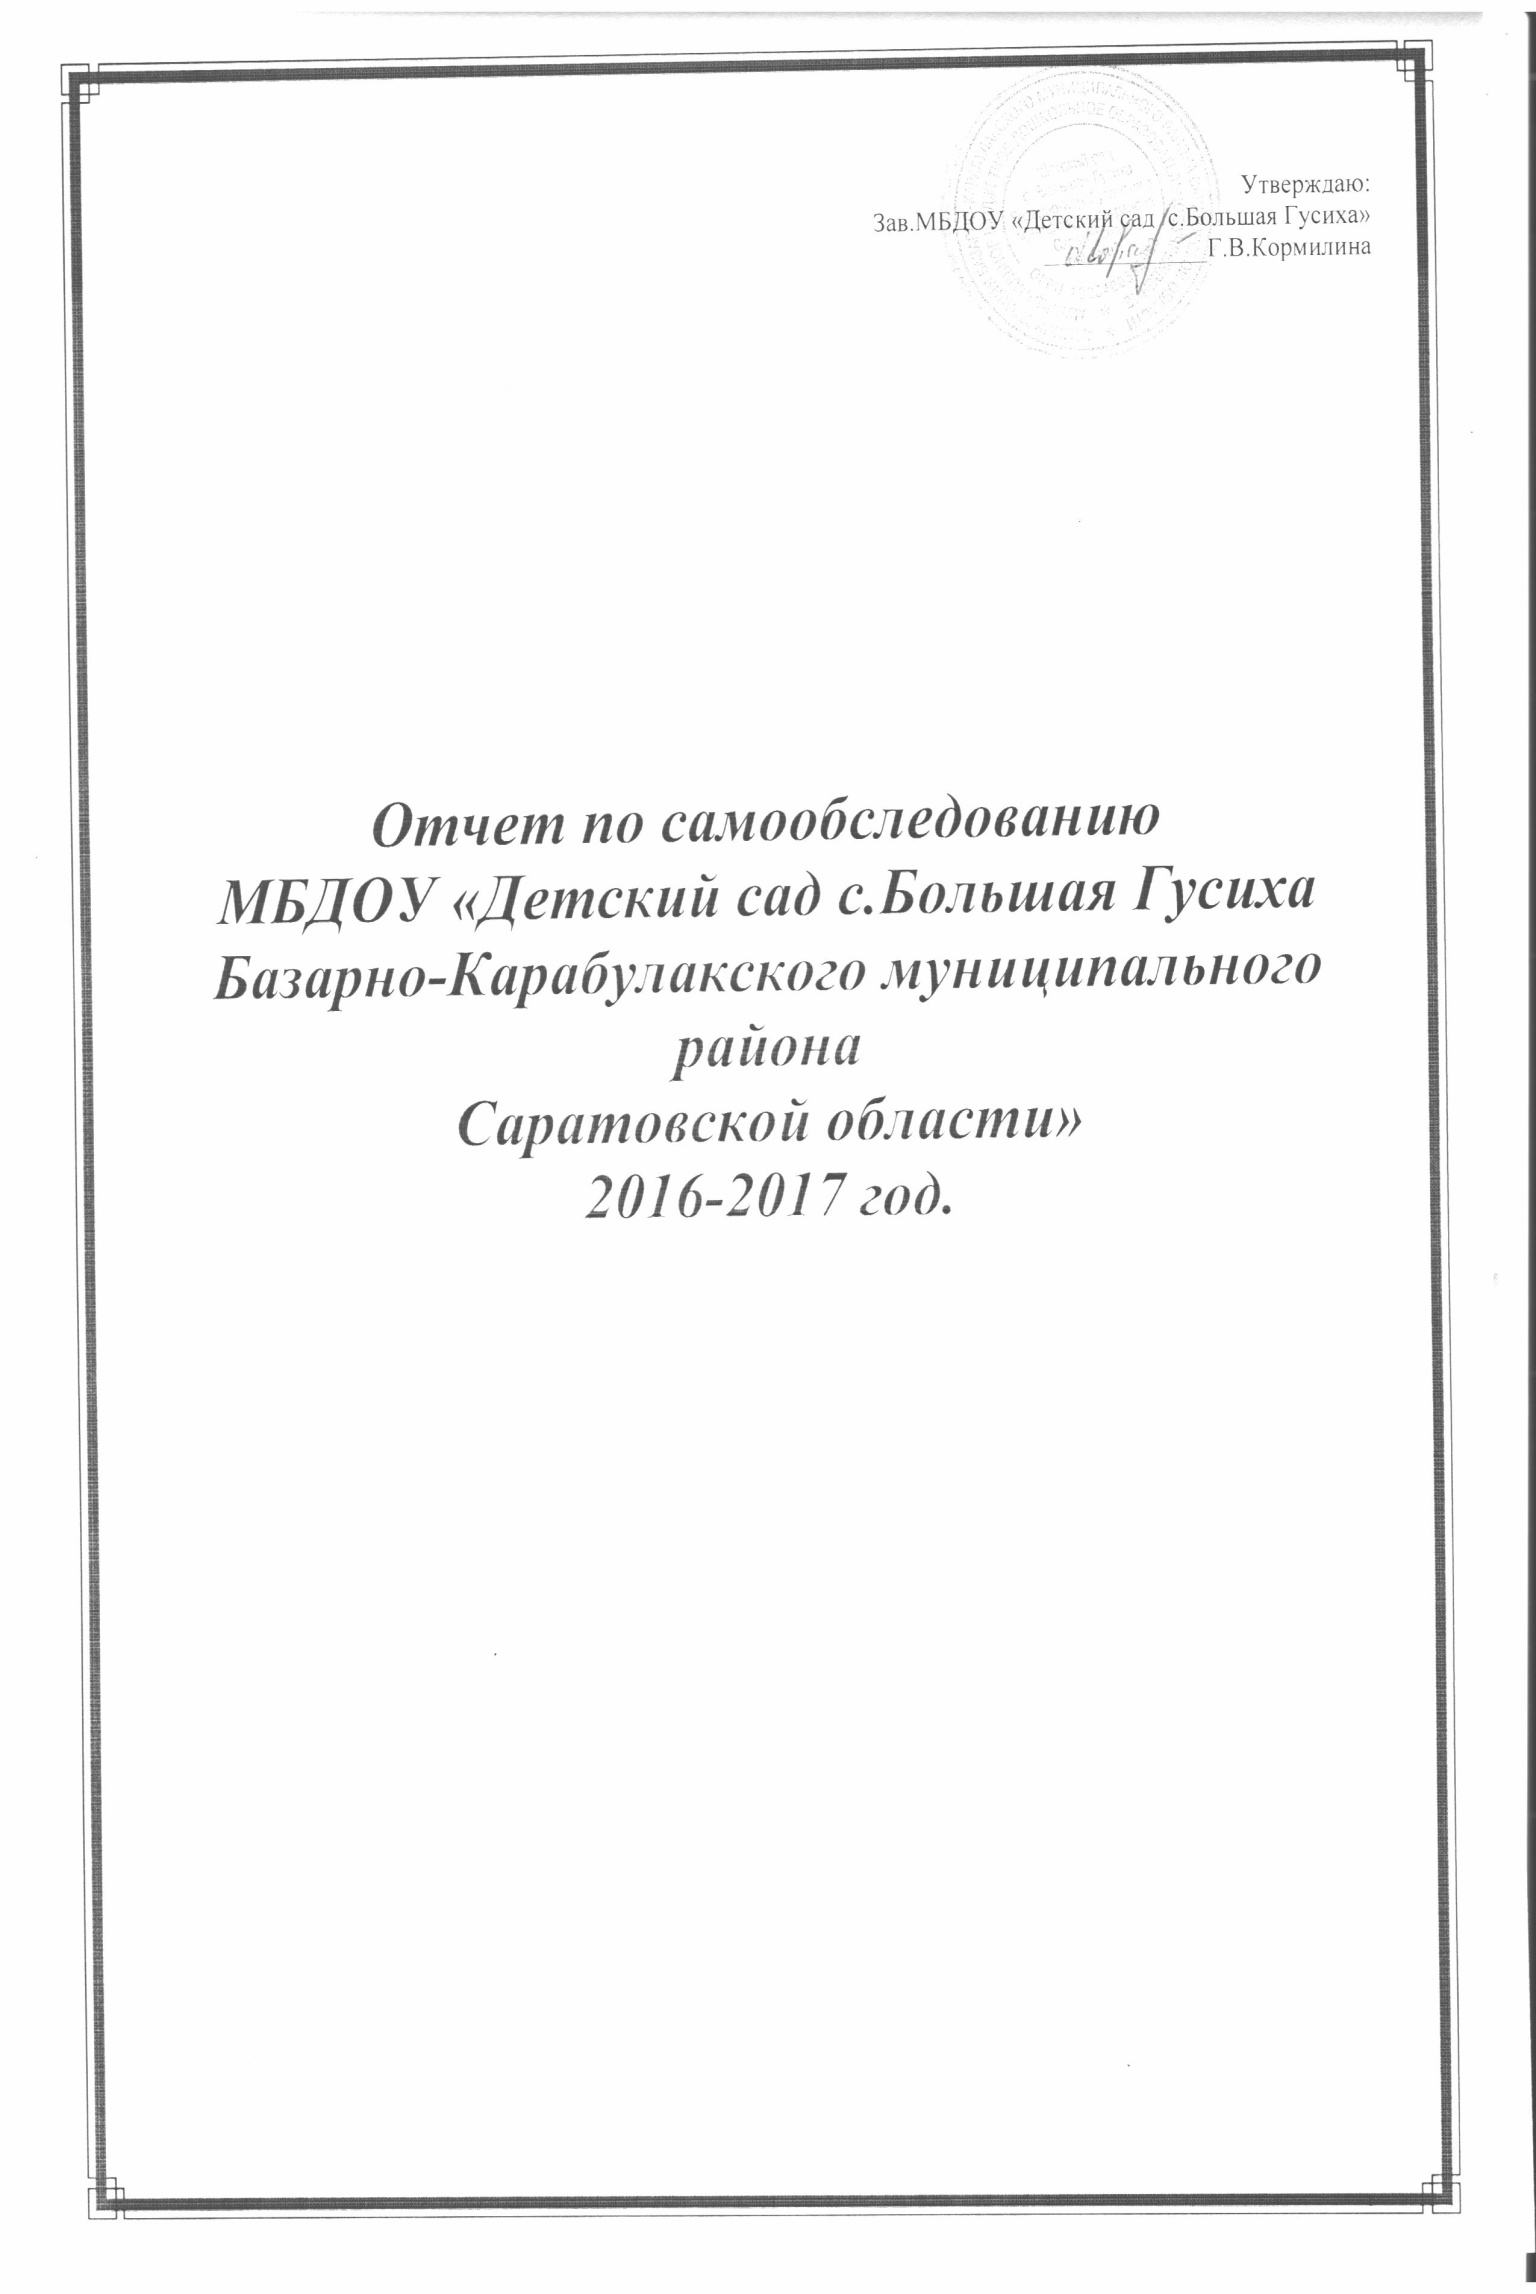 Утверждаю:
Зав.МБДОУ «Детский сад с.Большая Гусиха»
Г.В.Кормилина
Отчет по самообследованию
МБДОУ «Детский сад с.Большая Гусиха
Базарно-Карабулакского муниципального
района
Саратовской области»
2016-2017 год.